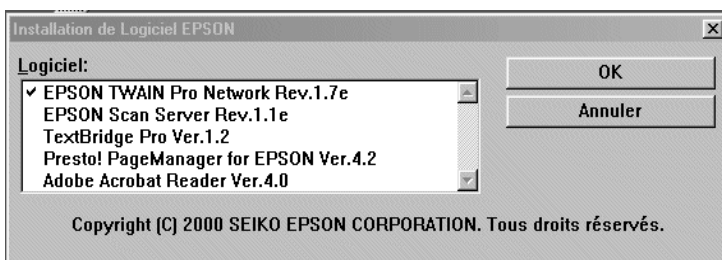 Installation de Logiciel EPSON
Logiciel:
EPSON TWAIN Pro Network Rev.1.7e
EPSON Scan Server Rev.1.1e
TextBridge Pro Ver.1.2
Presto! PageManager for EPSON Ver.4.2
Adobe Acrobat Reader Ver.4.0
OK
Annuler
Copyright (C) 2000 SEIKO EPSON CORPORATION. Tous droits réservés.